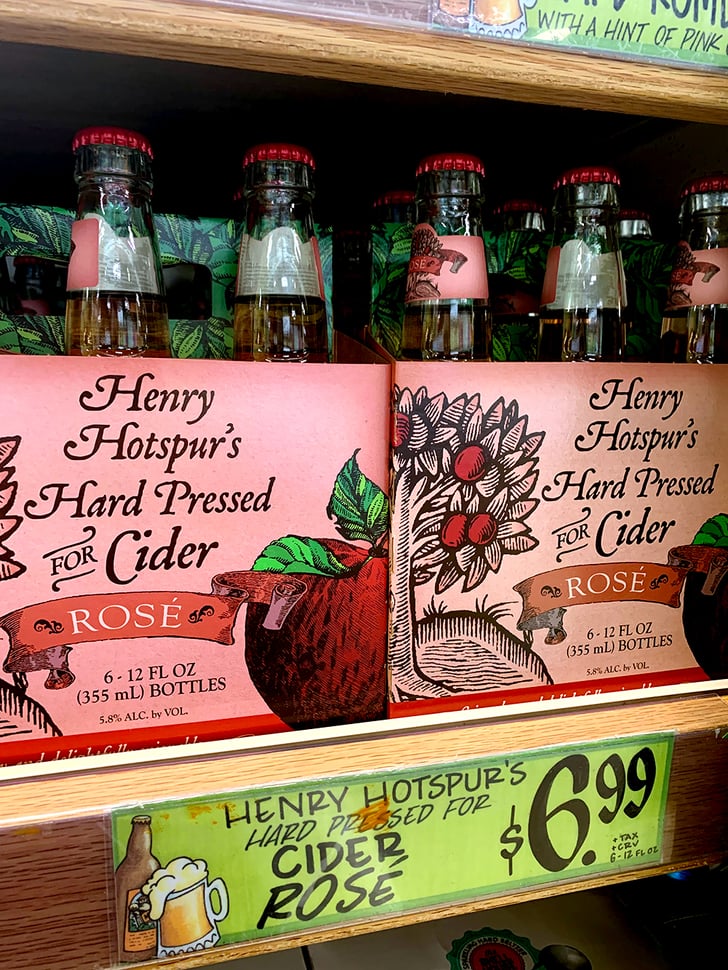 WITH A HINT OF PINK
ROSÉ
Henry
Hotspur's
Hard Pressed
FOR Cider
ROSÉ
6 - 12 FL OZ
(355 mL) BOTTLES
5.8% ALC. by VOL.
Henry
Hotspur's
Hard Pressed
FOR Cider
ROSÉ
6 - 12 FL OZ
(355 mL) BOTTLES
5.8% ALC. by VOL.
HENRY HOTSPUR'S
HARD PRESSED FOR
CIDER
ROSÉ
$6.99
+TAX
+CRV
6-12 FL OZ